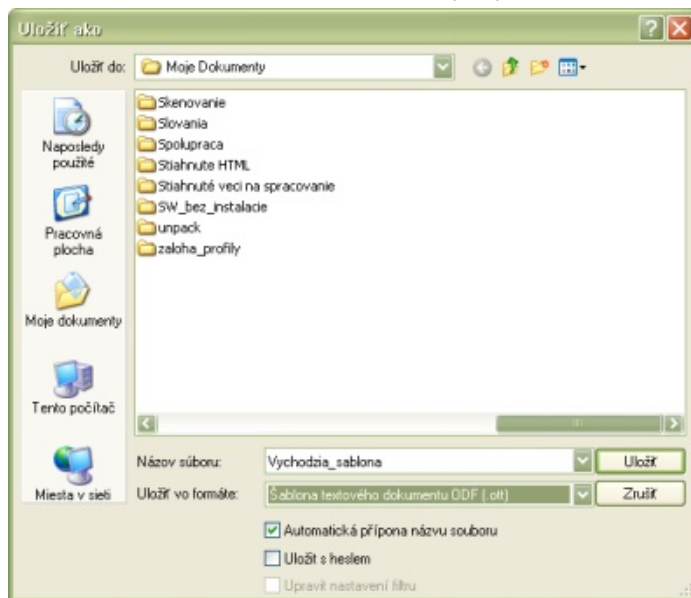 Uložiť ako
Uložiť do:
Moje Dokumenty
Naposledy
použité
Pracovná
plocha
Moje dokumenty
Tento počítač
Miesta v sieti
Skenovanie
Slovania
Spolupraca
Stiahnute HTML
Stiahnuté veci na spracovanie
SW_bez_instalacie
unpack
zaloha_profily
Názov súboru:
Vychodzia_sablona
Uložiť
Uložiť vo formáte:
Šablona textového dokumentu ODF (.ott)
Zrušiť
Automatická přípona názvu souboru
Uložit s heslem
Upravit nastavení filtru